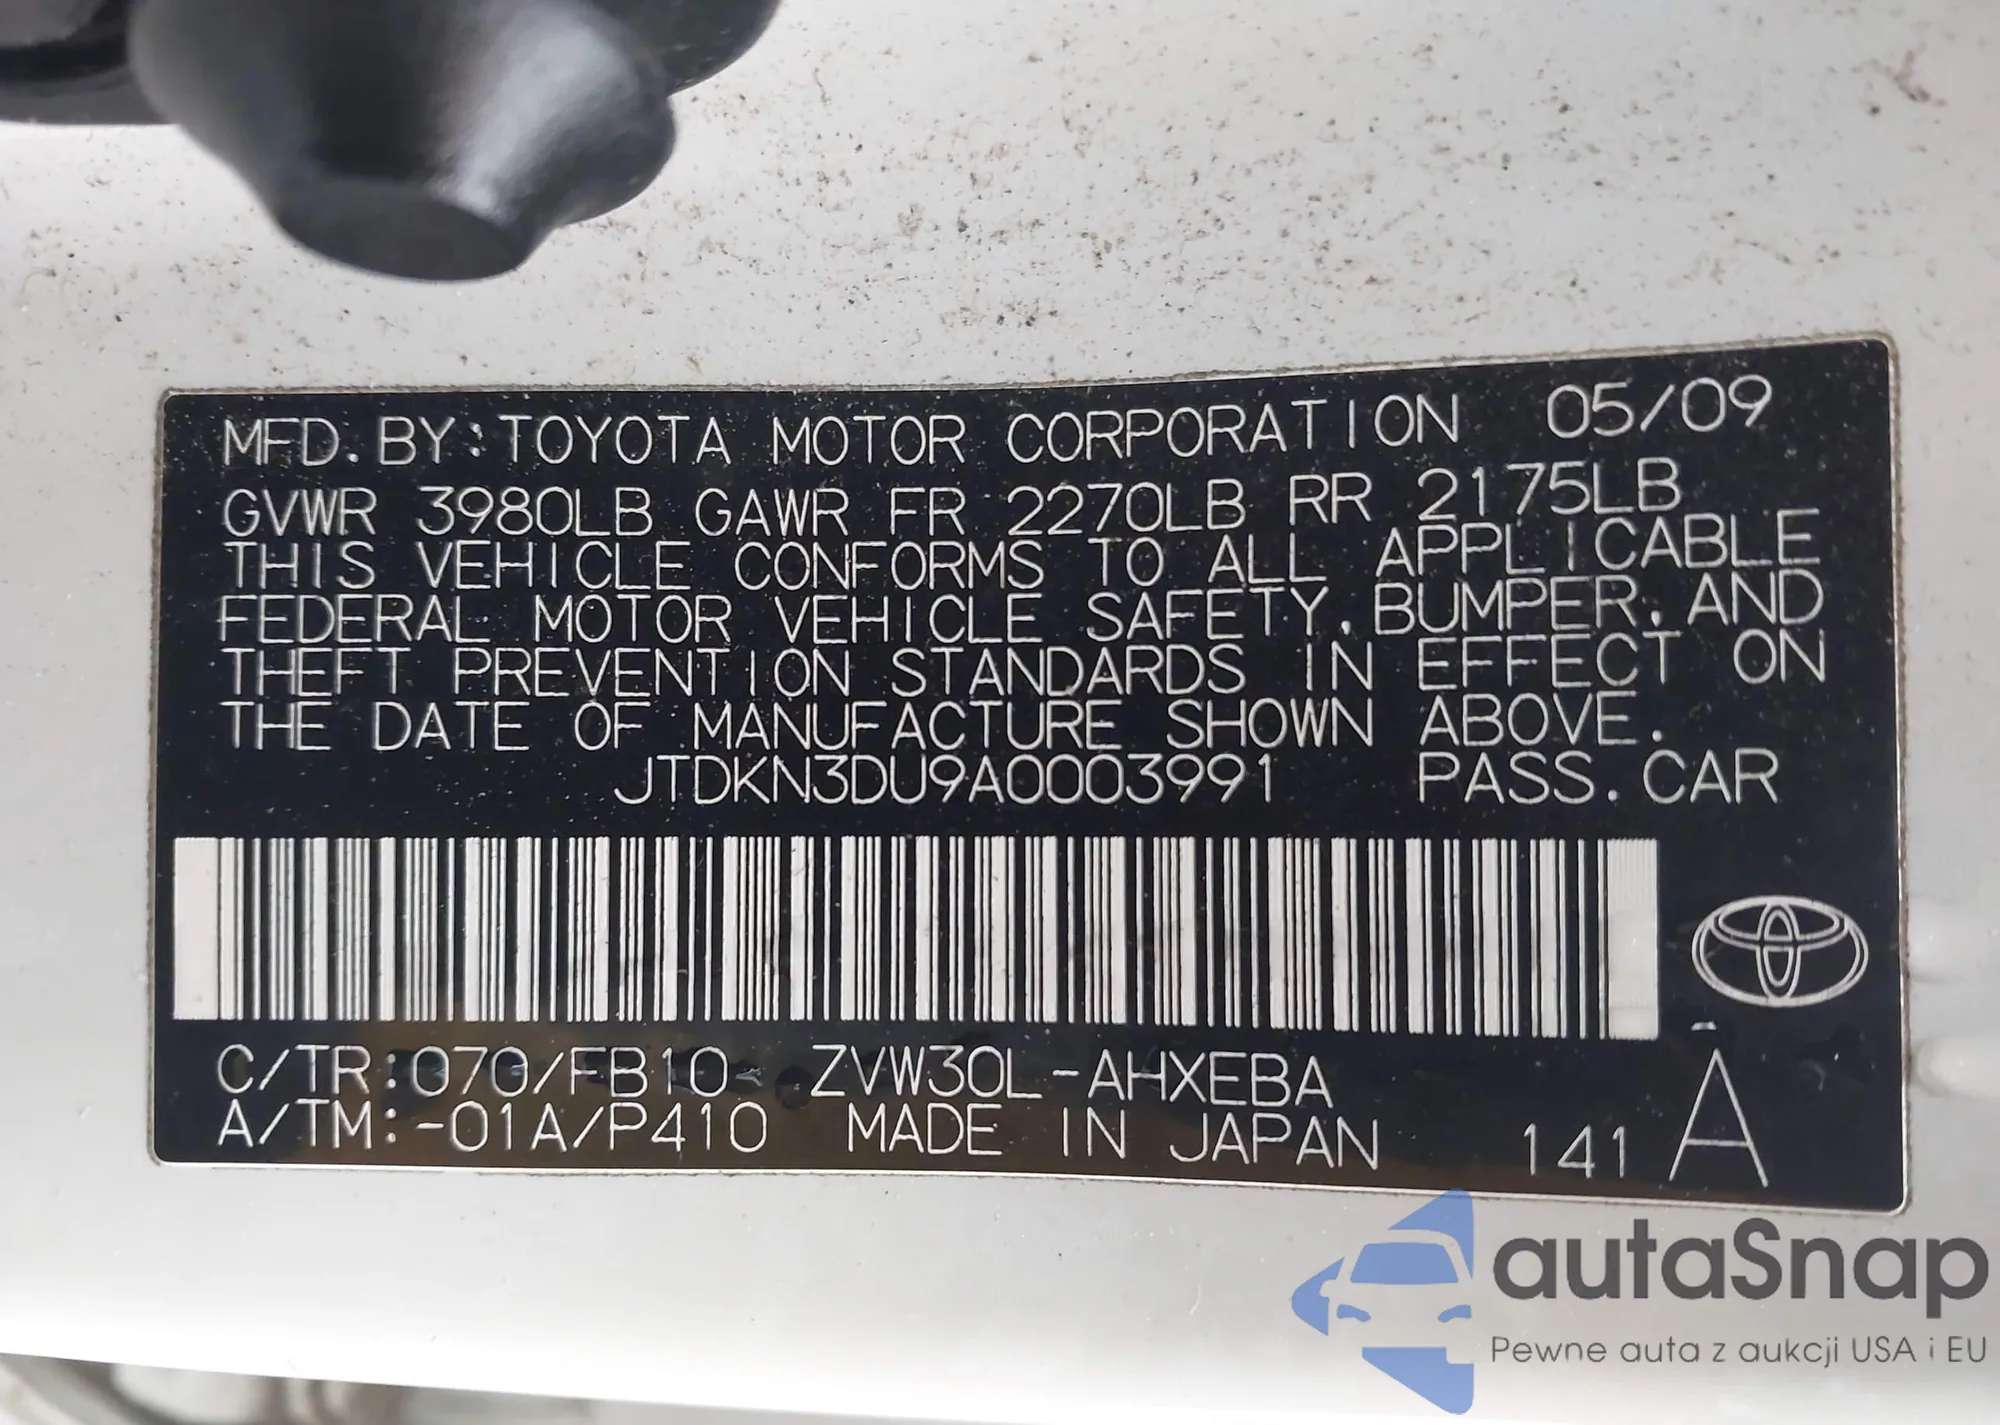 MFD. BY: TOYOTA MOTOR CORPORATION 05/09
GVWR 3980LB GAWR FR 2270LB RR 2175LB
THIS VEHICLE CONFORMS TO ALL APPLICABLE
FEDERAL MOTOR VEHICLE SAFETY, BUMPER, AND
THEFT PREVENTION STANDARDS IN EFFECT ON
THE DATE OF MANUFACTURE SHOWN ABOVE.
JTDKN3DU9A0003991 PASS. CAR
C/TR:070/FB10 ZVW30L-AHXEBA
A/TM:-01A/P410 MADE IN JAPAN 141 A
autaSnap
Pewne auta z aukcji USA i EU